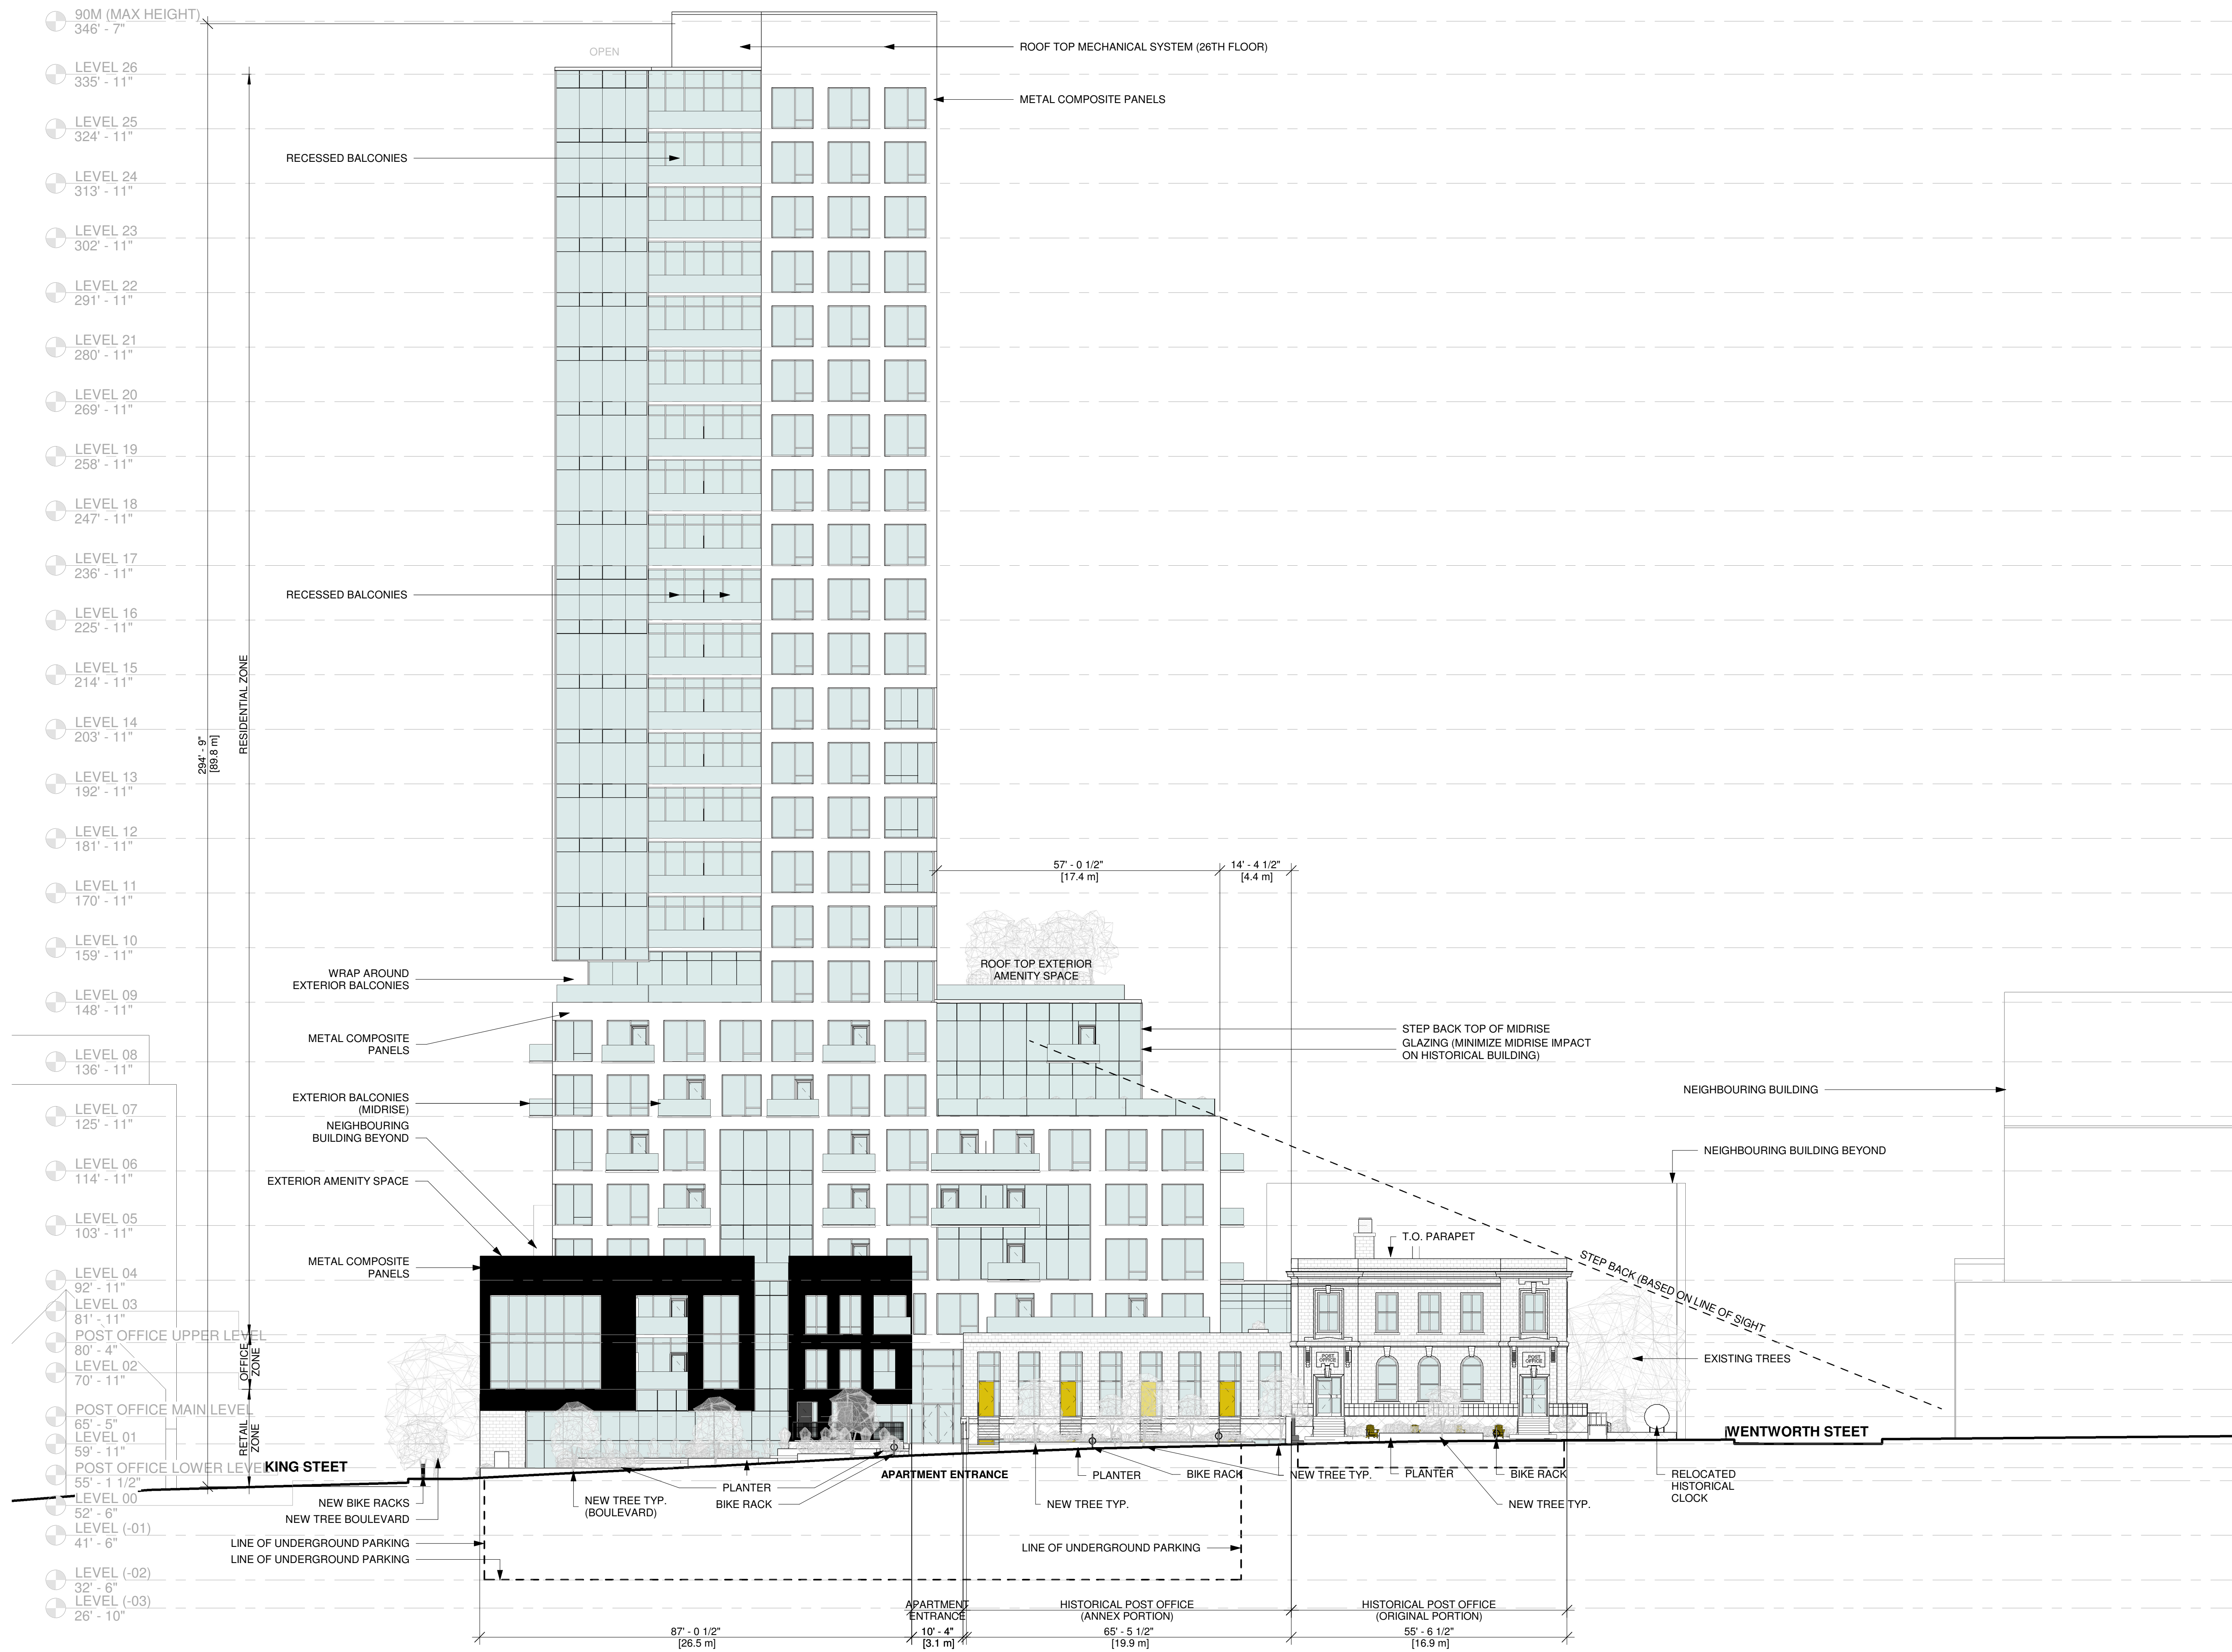 90M (MAX HEIGHT)
346' - 7"
LEVEL 26
335' - 11"
LEVEL 25
324' - 11"
LEVEL 24
313' - 11"
LEVEL 23
302' - 11"
LEVEL 22
291' - 11"
LEVEL 21
280' - 11"
LEVEL 20
269' - 11"
LEVEL 19
258' - 11"
LEVEL 18
247' - 11"
LEVEL 17
236' - 11"
LEVEL 16
225' - 11"
LEVEL 15
214' - 11"
LEVEL 14
203' - 11"
LEVEL 13
192' - 11"
LEVEL 12
181' - 11"
LEVEL 11
170' - 11"
LEVEL 10
159' - 11"
LEVEL 09
148' - 11"
LEVEL 08
136' - 11"
LEVEL 07
125' - 11"
LEVEL 06
114' - 11"
LEVEL 05
103' - 11"
LEVEL 04
92' - 11"
LEVEL 03
81' - 11"
POST OFFICE UPPER LEVEL
80' - 4"
LEVEL 02
70' - 11"
POST OFFICE MAIN LEVEL
65' - 5"
LEVEL 01
59' - 11"
POST OFFICE LOWER LEVEL
55' - 1 1/2"
LEVEL 00
52' - 6"
LEVEL (-01)
41' - 6"
LEVEL (-02)
32' - 6"
LEVEL (-03)
26' - 10"
294' - 9"
[89.8 m]
RESIDENTIAL ZONE
OFFICE
ZONE
RETAIL
ZONE
OPEN
ROOF TOP MECHANICAL SYSTEM (26TH FLOOR)
METAL COMPOSITE PANELS
RECESSED BALCONIES
RECESSED BALCONIES
57' - 0 1/2"
[17.4 m]
14' - 4 1/2"
[4.4 m]
ROOF TOP EXTERIOR
AMENITY SPACE
WRAP AROUND
EXTERIOR BALCONIES
METAL COMPOSITE
PANELS
EXTERIOR BALCONIES
(MIDRISE)
NEIGHBOURING
BUILDING BEYOND
EXTERIOR AMENITY SPACE
METAL COMPOSITE
PANELS
STEP BACK TOP OF MIDRISE
GLAZING (MINIMIZE MIDRISE IMPACT
ON HISTORICAL BUILDING)
NEIGHBOURING BUILDING
NEIGHBOURING BUILDING BEYOND
T.O. PARAPET
STEP BACK (BASED ON LINE OF SIGHT
EXISTING TREES
POST
OFFICE
POST
OFFICE
KING STREET
WENTWORTH STEET
NEW BIKE RACKS
NEW TREE BOULEVARD
NEW TREE TYP.
(BOULEVARD)
PLANTER
BIKE RACK
APARTMENT ENTRANCE
PLANTER
BIKE RACK
NEW TREE TYP.
NEW TREE TYP.
PLANTER
BIKE RACK
NEW TREE TYP.
RELOCATED
HISTORICAL
CLOCK
LINE OF UNDERGROUND PARKING
LINE OF UNDERGROUND PARKING
LINE OF UNDERGROUND PARKING
APARTMENT
ENTRANCE
HISTORICAL POST OFFICE
(ANNEX PORTION)
HISTORICAL POST OFFICE
(ORIGINAL PORTION)
87' - 0 1/2"
[26.5 m]
10' - 4"
[3.1 m]
65' - 5 1/2"
[19.9 m]
55' - 6 1/2"
[16.9 m]